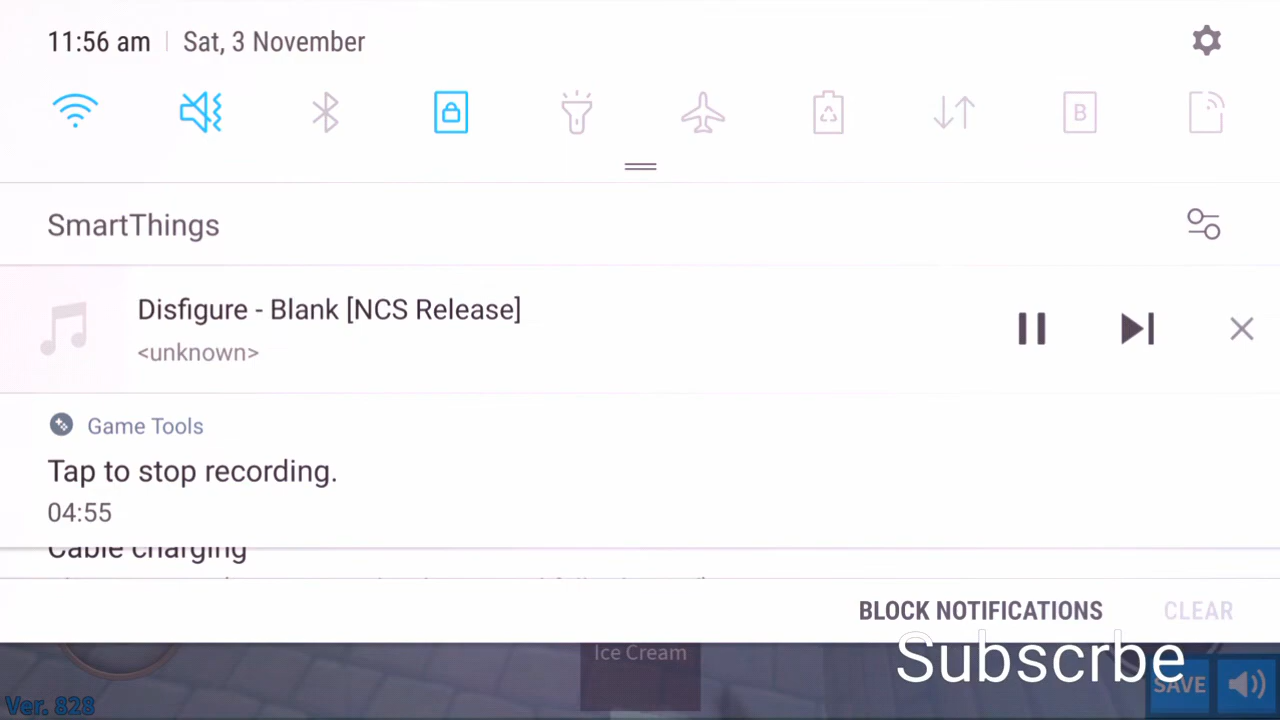 11:56 am | Sat, 3 November
B
SmartThings
Disfigure - Blank [NCS Release]
<unknown>
Game Tools
Tap to stop recording.
04:55
Cable charging
BLOCK NOTIFICATIONS CLEAR
Ice Cream
Subscrbe
SAVE
Ver. 828